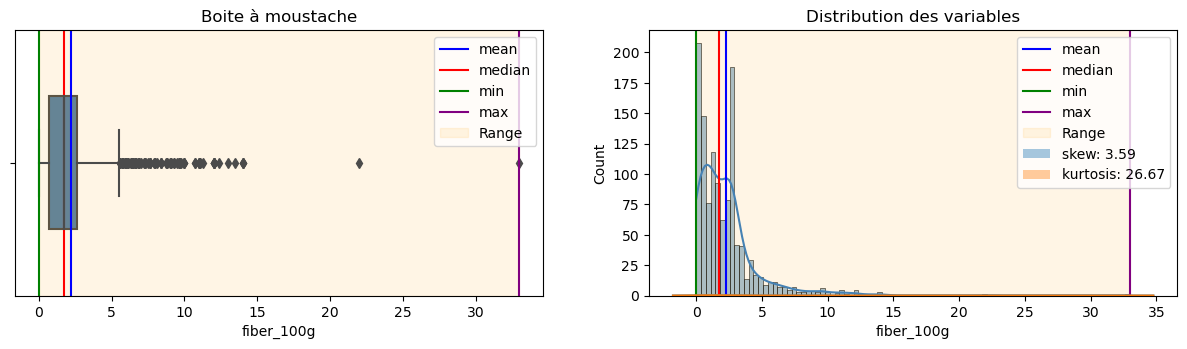 Boite à moustache
mean
median
min
max
Range
0 5 10 15 20 25 30
fiber_100g
Distribution des variables
mean
median
min
max
Range
skew: 3.59
kurtosis: 26.67
Count
200
175
150
125
100
75
50
25
0
0 5 10 15 20 25 30 35
fiber_100g